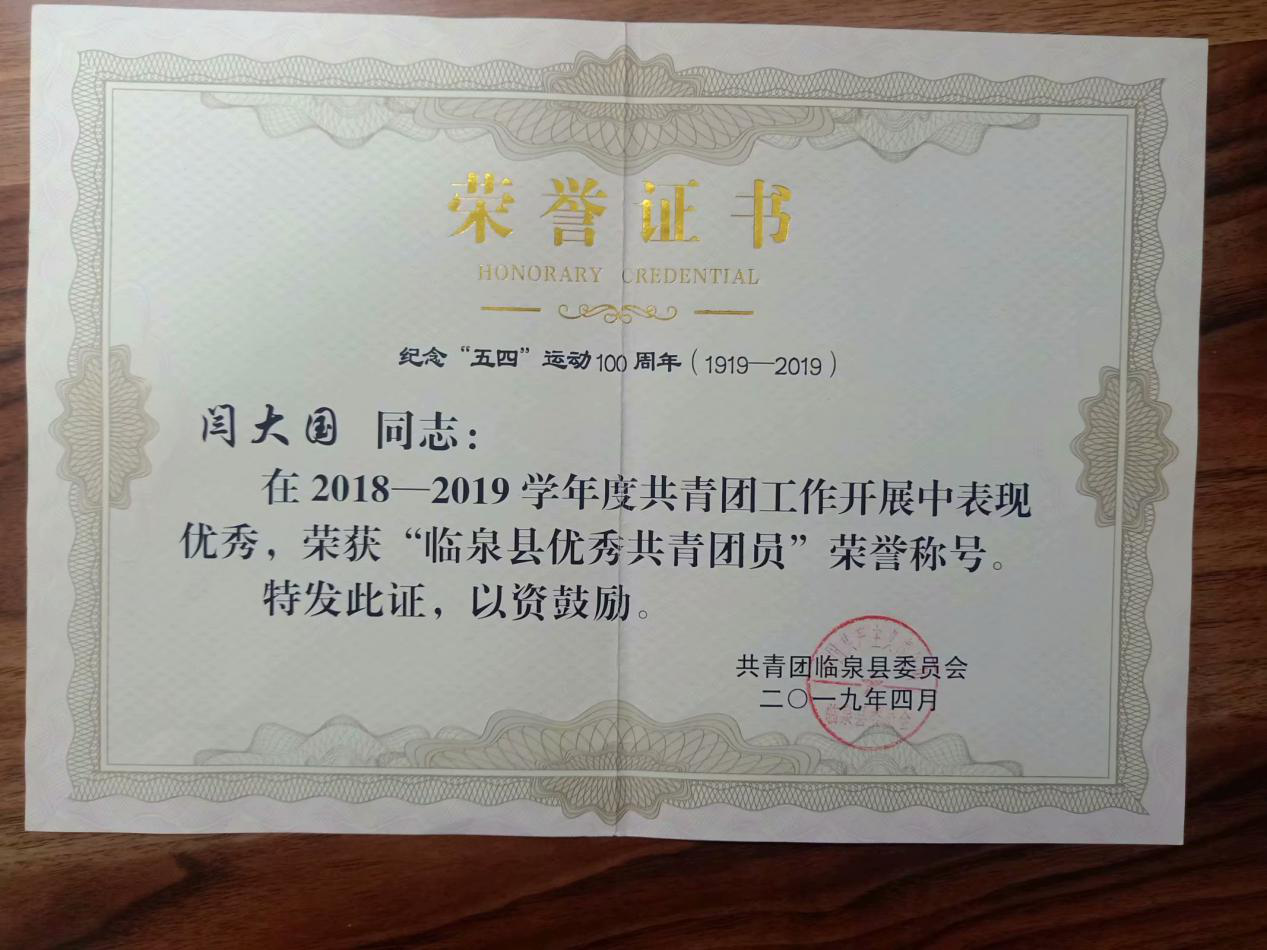 荣誉证书
HONORARY CREDENTIAL
纪念“五四”运动100周年(1919—2019)
闫大国 同志:
在2018—2019学年度共青团工作开展中表现
优秀,荣获“临泉县优秀共青团员”荣誉称号。
特发此证,以资鼓励。
共青团临泉县委员会
二〇一九年四月